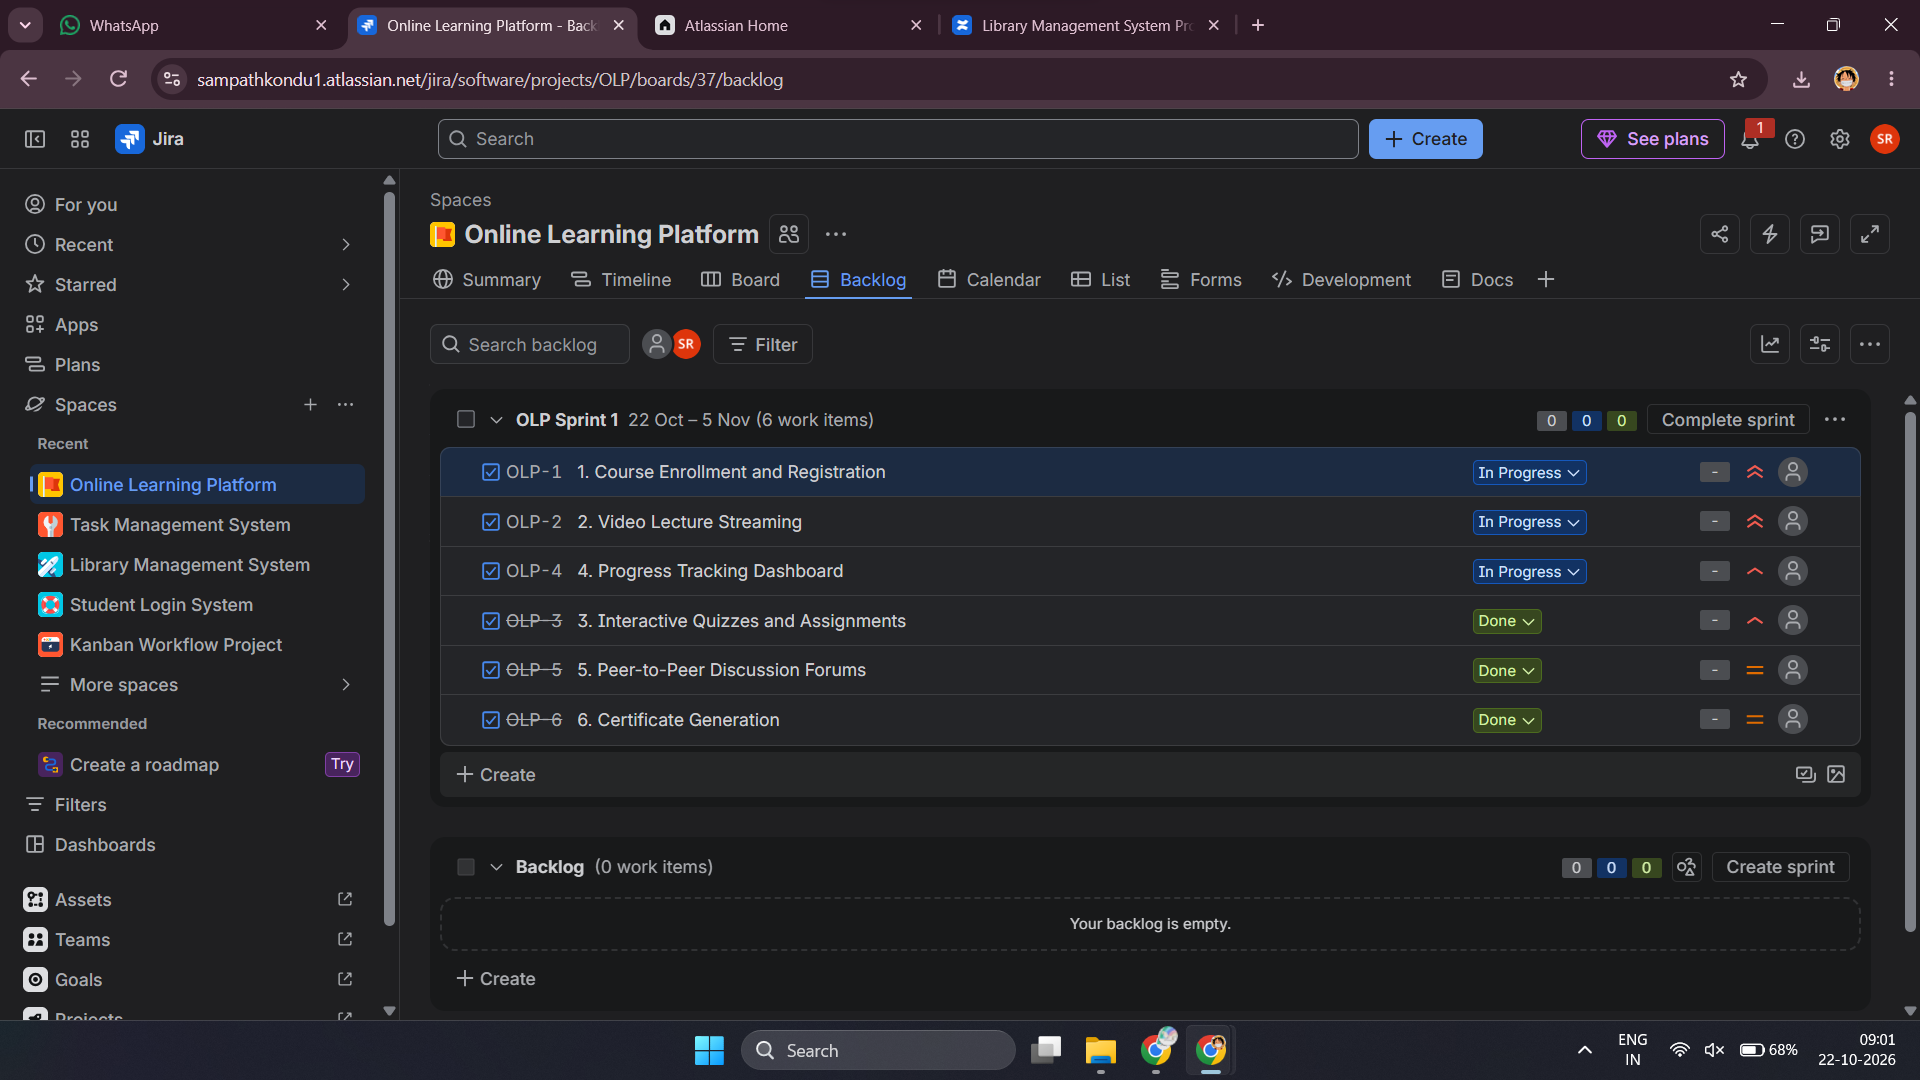 WhatsApp
Online Learning Platform - Back
Atlassian Home
Library Management System Pro
sampathkondu1.atlassian.net/jira/software/projects/OLP/boards/37/backlog
Jira
Search
Create
See plans
1
SR
For you
Recent
Starred
Apps
Plans
Spaces
Recent
Online Learning Platform
Task Management System
Library Management System
Student Login System
Kanban Workflow Project
More spaces
Recommended
Create a roadmap Try
Filters
Dashboards
Assets
Teams
Goals
Projects
Spaces
Online Learning Platform
Summary Timeline Board Backlog Calendar List Forms Development Docs
Search backlog SR Filter
OLP Sprint 1 22 Oct – 5 Nov (6 work items) 0 0 0 Complete sprint
OLP-1 1. Course Enrollment and Registration In Progress -
OLP-2 2. Video Lecture Streaming In Progress -
OLP-4 4. Progress Tracking Dashboard In Progress -
OLP-3 3. Interactive Quizzes and Assignments Done -
OLP-5 5. Peer-to-Peer Discussion Forums Done -
OLP-6 6. Certificate Generation Done -
Create
Backlog (0 work items) 0 0 0 Create sprint
Your backlog is empty.
Create
Search
ENG
IN
68%
09:01
22-10-2026